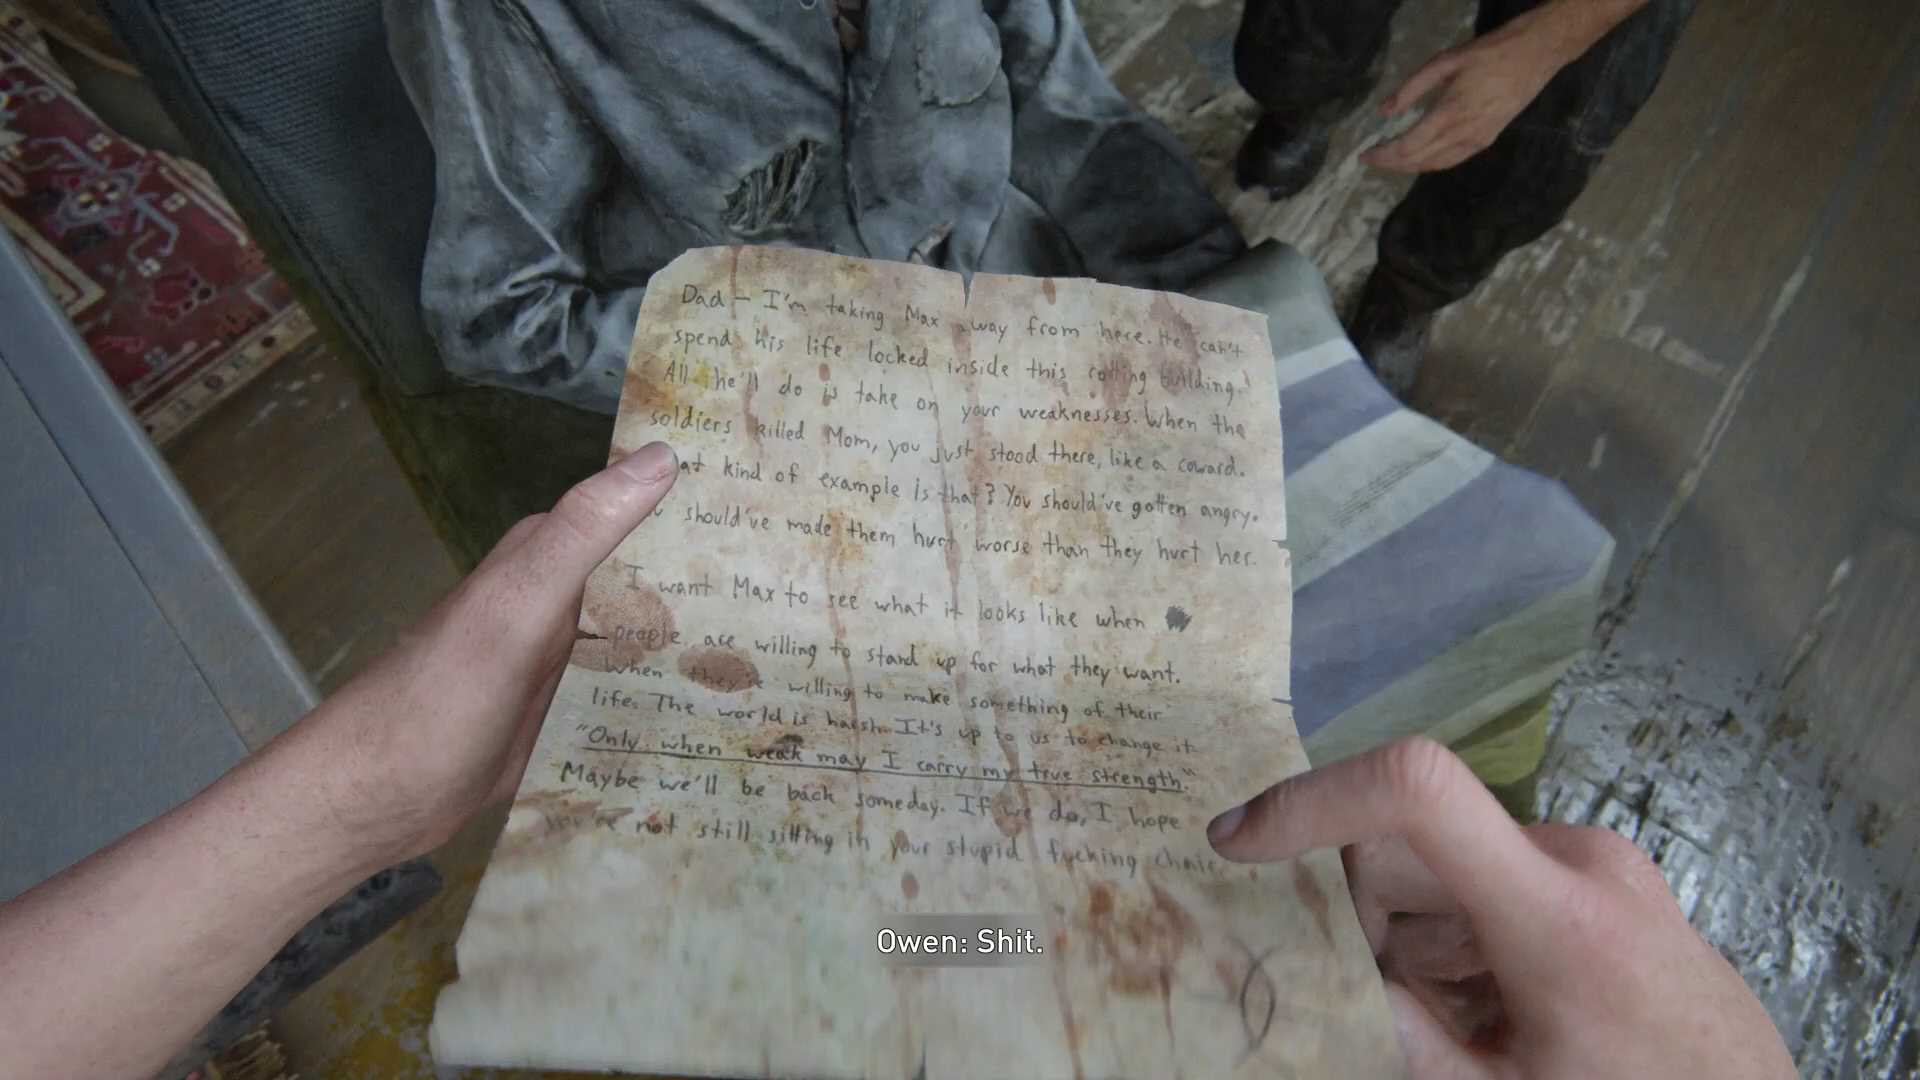 Dad - I'm taking Max away from here. He can't
spend his life locked inside this rotting building.
All he'll do is take on your weaknesses. When the
soldiers killed Mom, you just stood there, like a coward.
at kind of example is that? You should've gotten angry.
u should've made them hurt worse than they hurt her.
I want Max to see what it looks like when
people are willing to stand up for what they want.
When they're willing to make something of their
life. The world is harsh. It's up to us to change it.
"Only when weak may I carry my true strength."
Maybe we'll be back someday. If we do, I hope
you're not still sitting in your stupid fucking chair.
Owen: Shit.